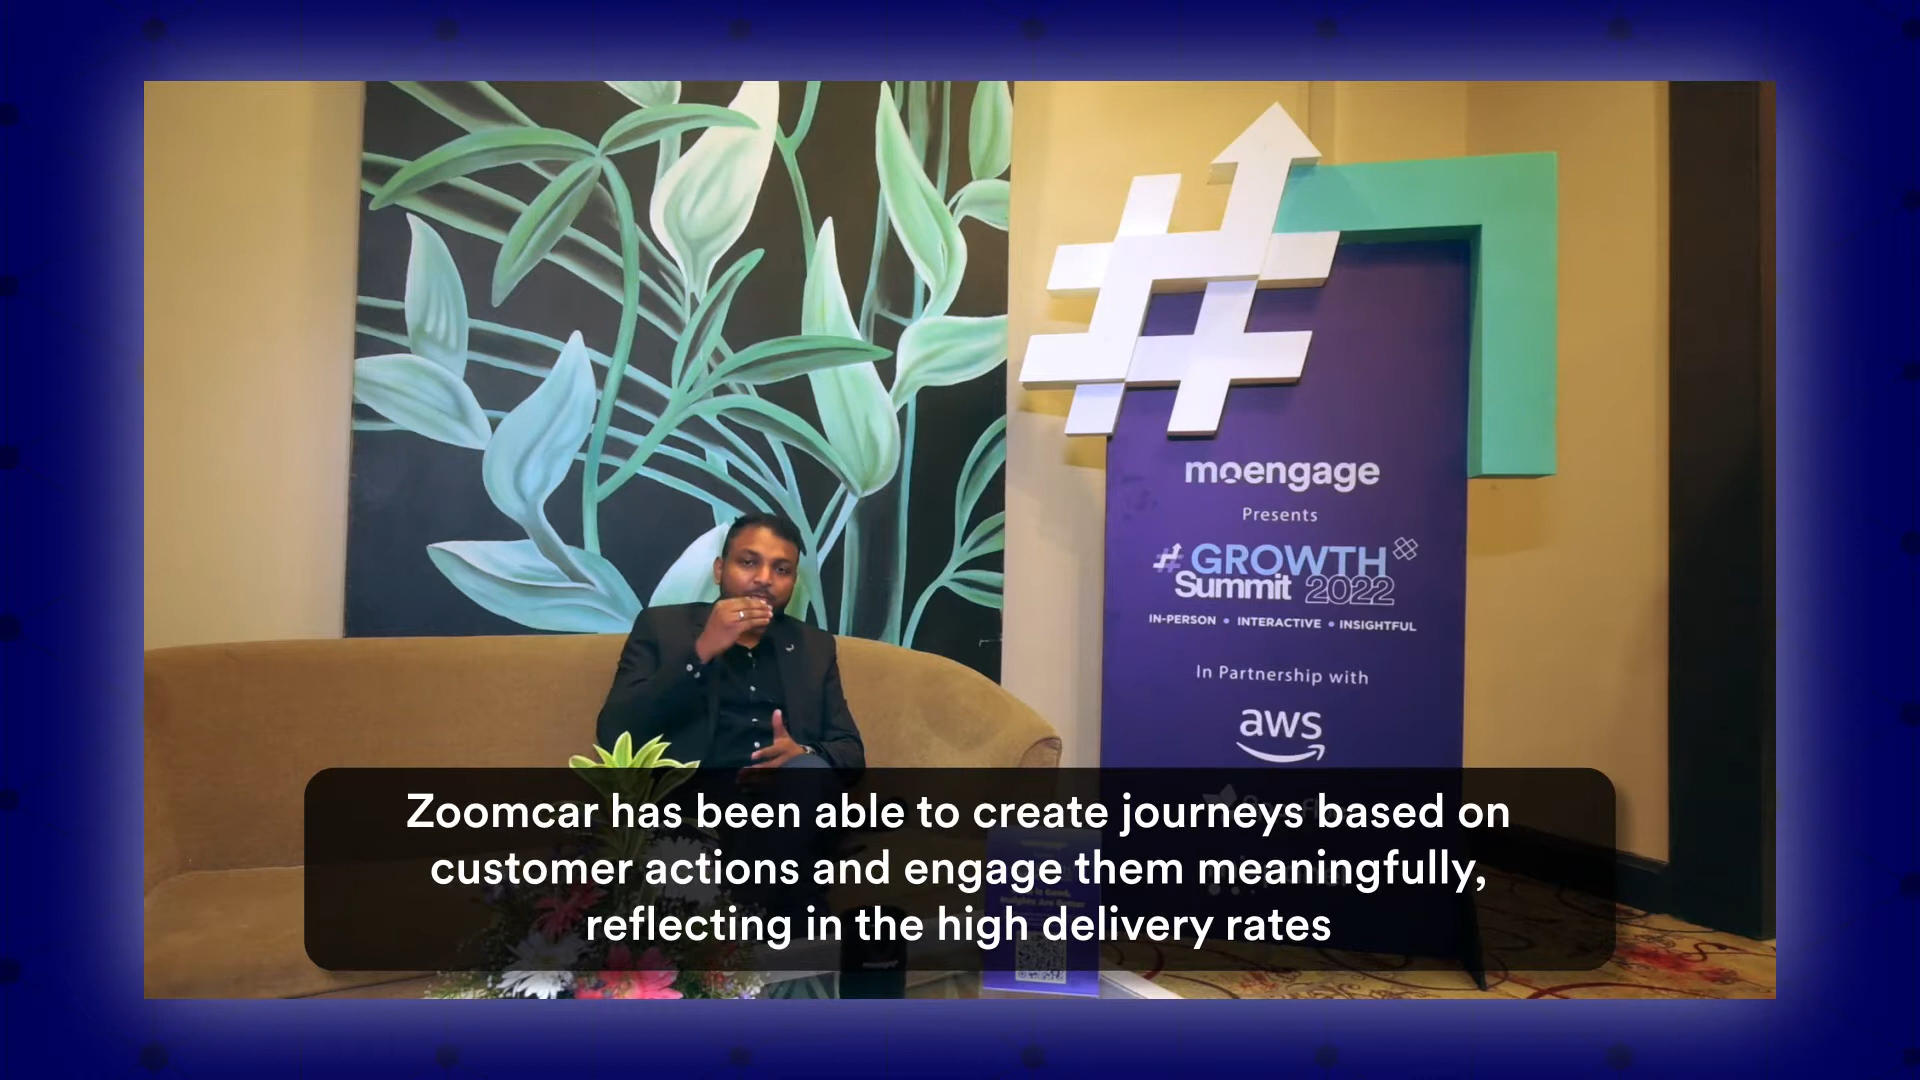 moengage
Presents
#GROWTH
Summit 2022
IN-PERSON • INTERACTIVE • INSIGHTFUL
In Partnership with
aws
Zoomcar has been able to create journeys based on
customer actions and engage them meaningfully,
reflecting in the high delivery rates